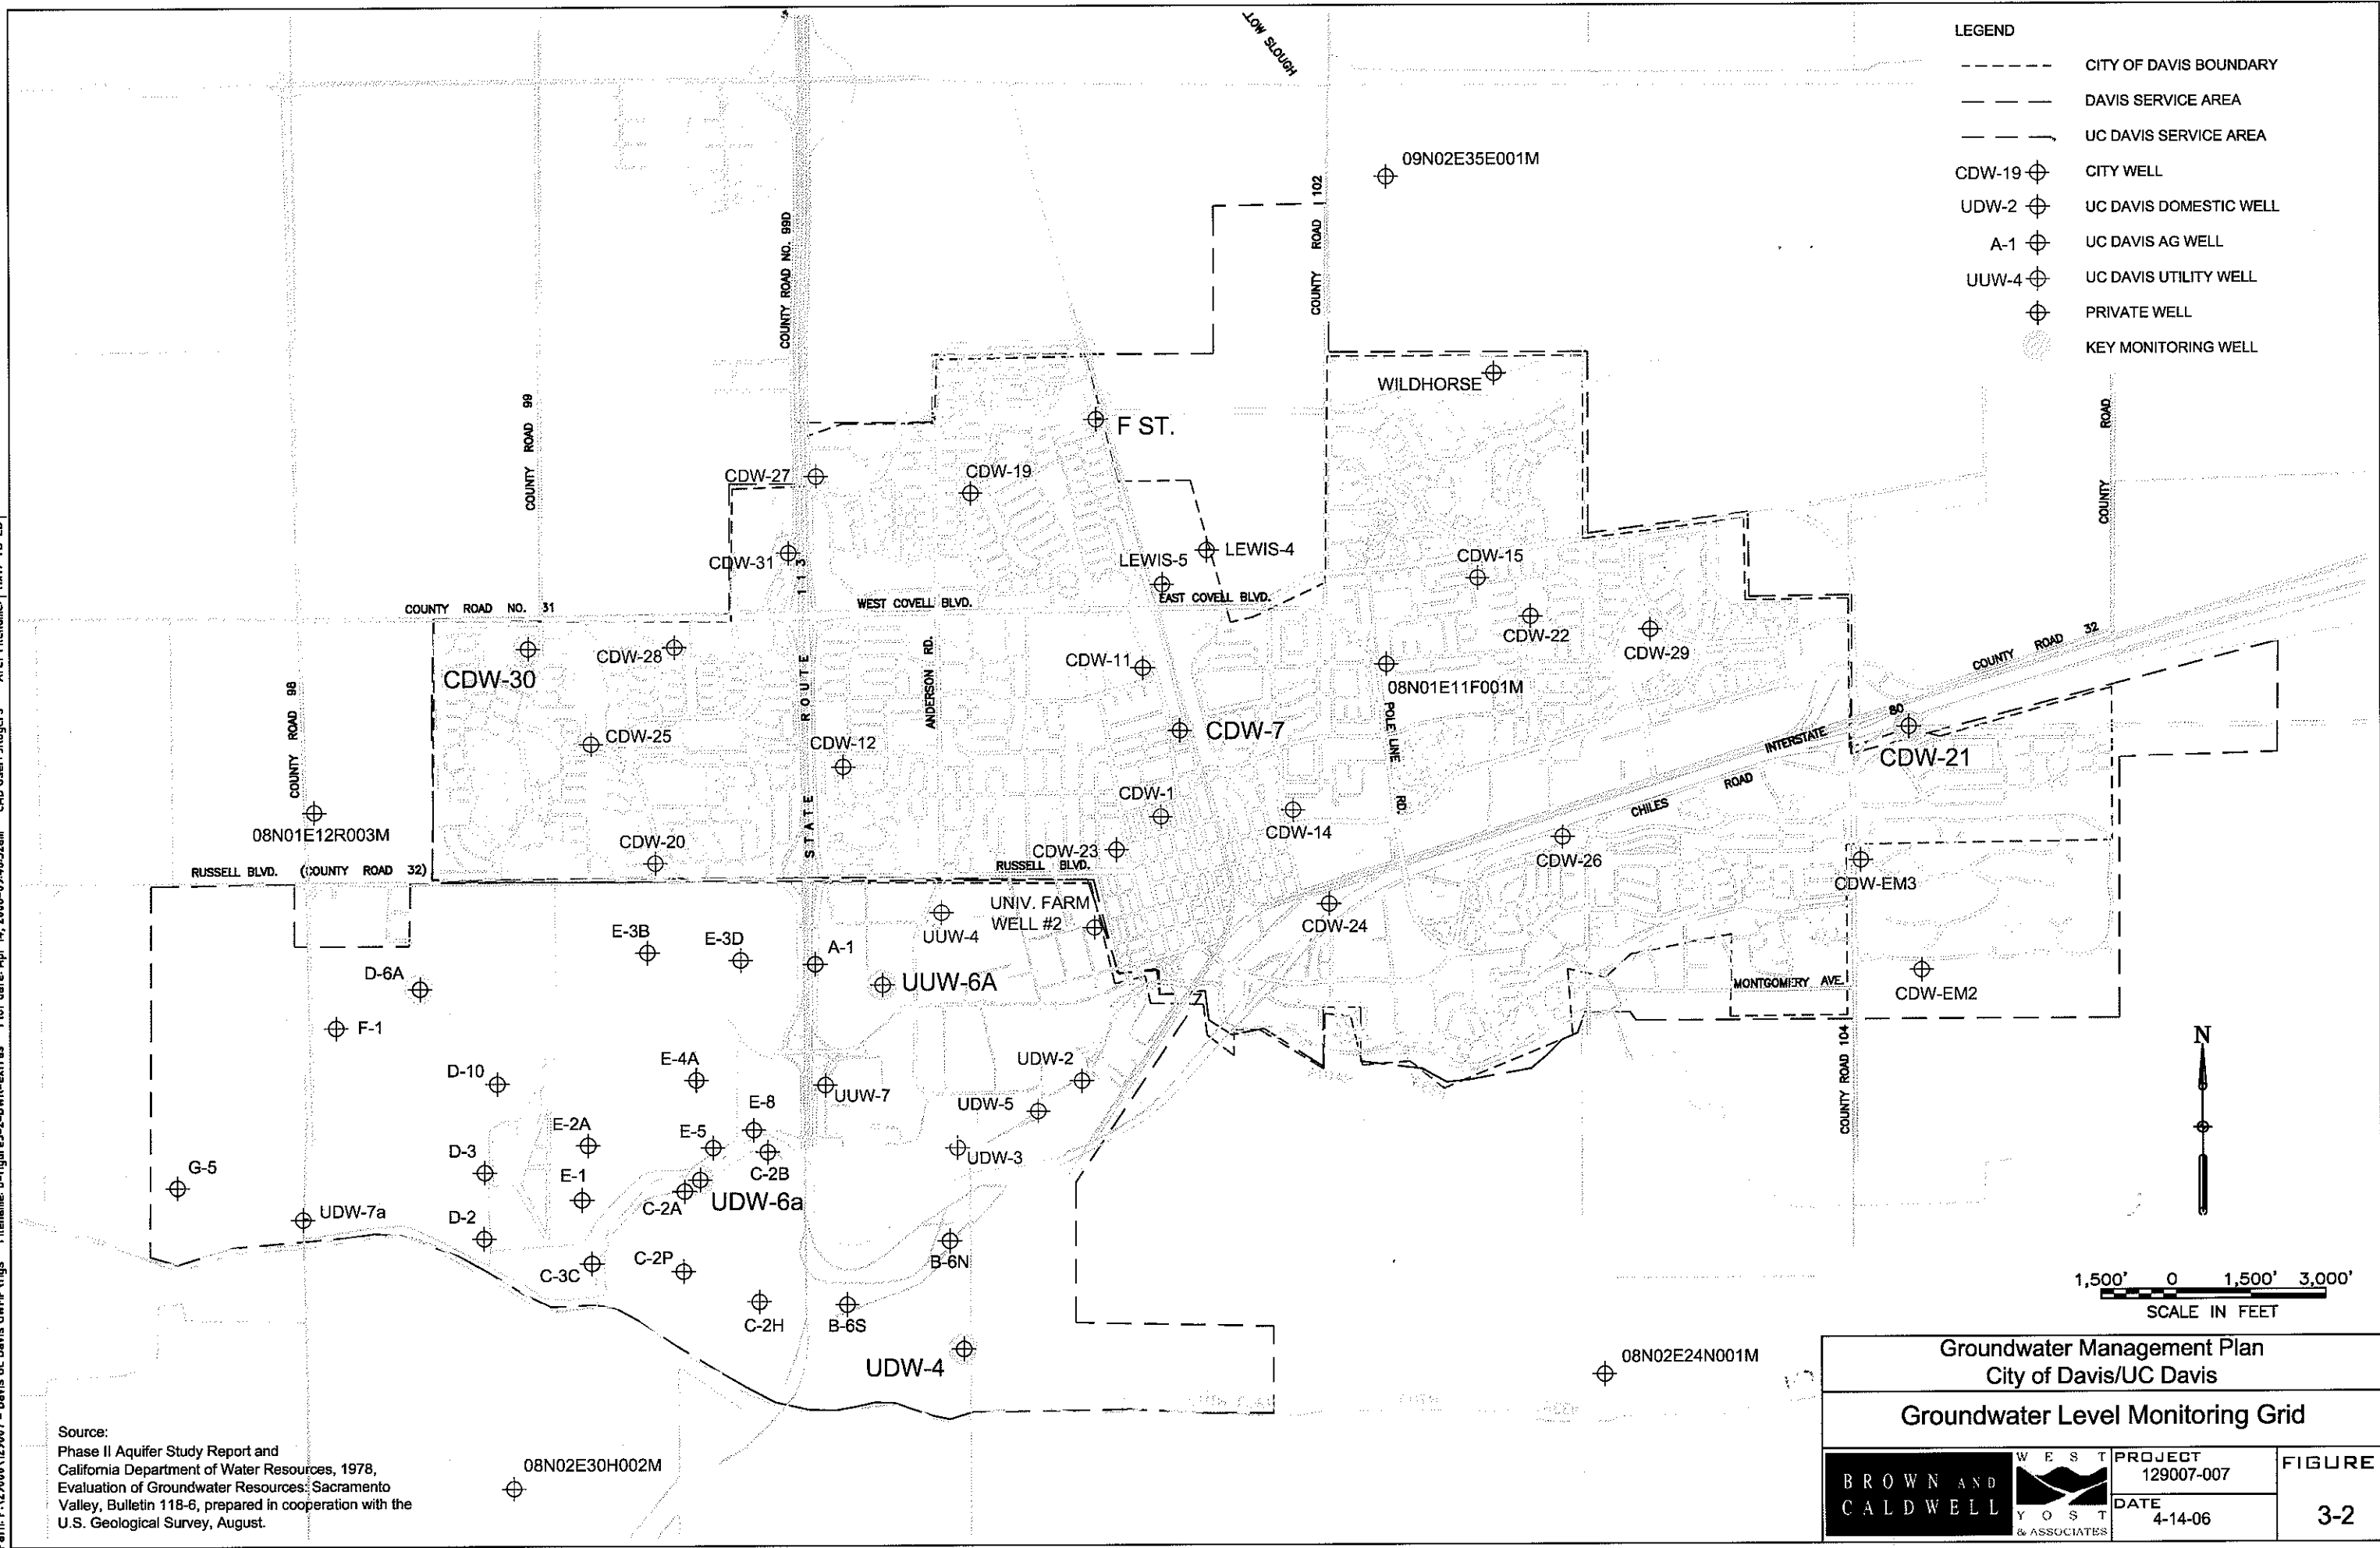 LOW SLOUGH
LEGEND
CITY OF DAVIS BOUNDARY
DAVIS SERVICE AREA
UC DAVIS SERVICE AREA
CDW-19 CITY WELL
UDW-2 UC DAVIS DOMESTIC WELL
A-1 UC DAVIS AG WELL
UUW-4 UC DAVIS UTILITY WELL
PRIVATE WELL
KEY MONITORING WELL
09N02E35E001M
COUNTY ROAD 102
COUNTY ROAD NO. 99D
COUNTY ROAD 99
COUNTY ROAD
WILDHORSE
F ST.
CDW-27
CDW-19
CDW-31
LEWIS-4
LEWIS-5
CDW-15
COUNTY ROAD NO. 31
WEST COVELL BLVD.
EAST COVELL BLVD.
CDW-22
CDW-29
CDW-28
CDW-30
CDW-11
08N01E11F001M
COUNTY ROAD 32
COUNTY ROAD 98
STATE ROUTE 113
ANDERSON RD.
POLE LINE RD.
CDW-25
CDW-12
CDW-7
INTERSTATE 80
CDW-21
CHILES ROAD
08N01E12R003M
CDW-1
CDW-14
CDW-20
CDW-23
CDW-26
RUSSELL BLVD. (COUNTY ROAD 32)
RUSSELL BLVD.
CDW-EM3
UNIV. FARM
WELL #2
UUW-4
CDW-24
E-3B
E-3D
A-1
D-6A
UUW-6A
MONTGOMERY AVE.
CDW-EM2
F-1
COUNTY ROAD 104
N
D-10
E-4A
UUW-7
UDW-2
UDW-5
E-8
E-2A
E-5
UDW-3
D-3
C-2B
G-5
E-1
C-2A
UDW-6a
UDW-7a
D-2
B-6N
C-3C
C-2P
C-2H
B-6S
UDW-4
08N02E24N001M
08N02E30H002M
1,500' 0 1,500' 3,000'
SCALE IN FEET
Source:
Phase II Aquifer Study Report and
California Department of Water Resources, 1978,
Evaluation of Groundwater Resources: Sacramento
Valley, Bulletin 118-6, prepared in cooperation with the
U.S. Geological Survey, August.
Groundwater Management Plan
City of Davis/UC Davis
Groundwater Level Monitoring Grid
BROWN AND
CALDWELL
WEST
YOST
& ASSOCIATES
PROJECT
129007-007
DATE
4-14-06
FIGURE
3-2